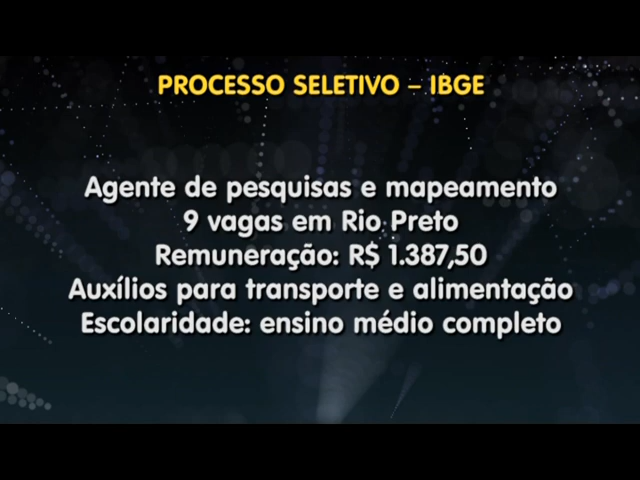 PROCESSO SELETIVO – IBGE
Agente de pesquisas e mapeamento
9 vagas em Rio Preto
Remuneração: R$ 1.387,50
Auxílios para transporte e alimentação
Escolaridade: ensino médio completo